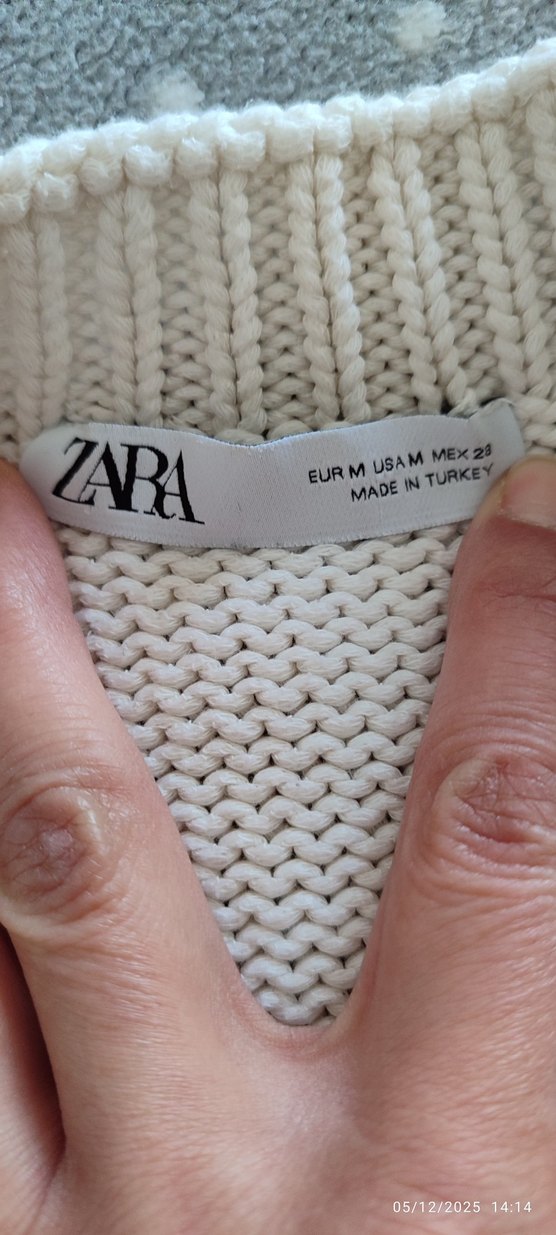 ZARA
EUR M USA M MEX 28
MADE IN TURKEY
05/12/2025 14:14